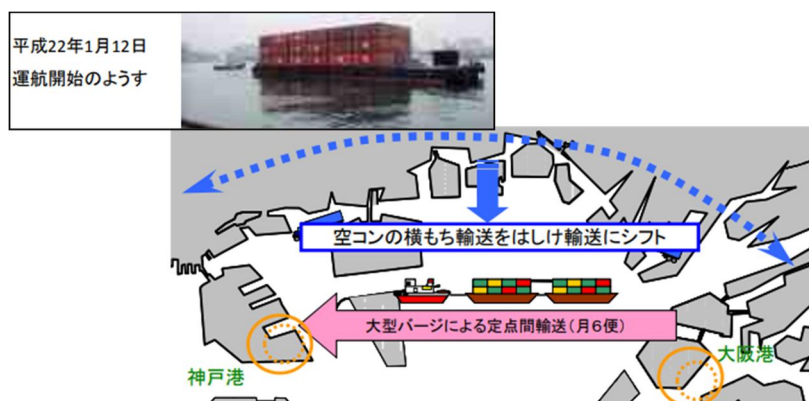 平成22年1月12日
運航開始のようす
空コンの横もち輸送をはしけ輸送にシフト
大型バージによる定点間輸送(月6便)
神戸港
大阪港